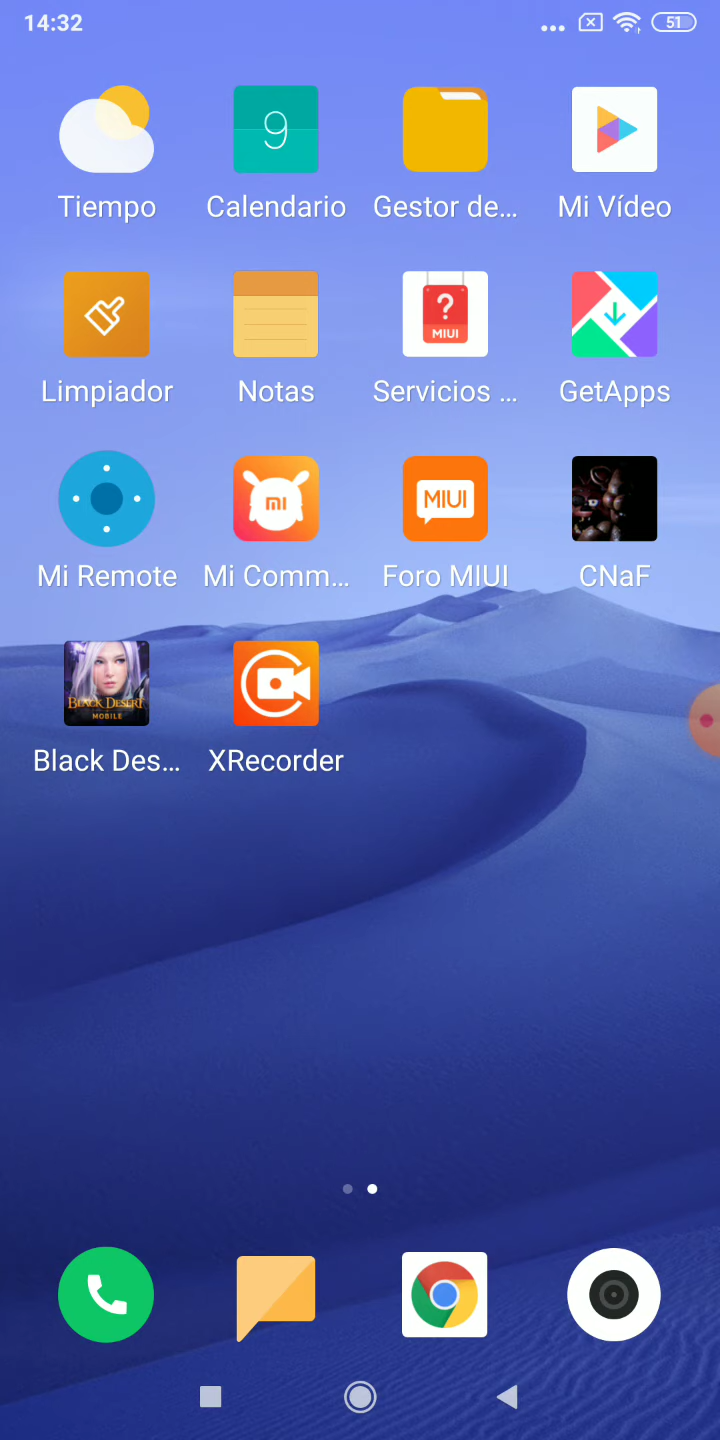 14:32
51
9
Tiempo
Calendario
Gestor de...
Mi Vídeo
?
MIUI
Limpiador
Notas
Servicios ...
GetApps
mi
MIUI
Mi Remote
Mi Comm...
Foro MIUI
CNaF
BLACK DESERT
MOBILE
Black Des...
XRecorder